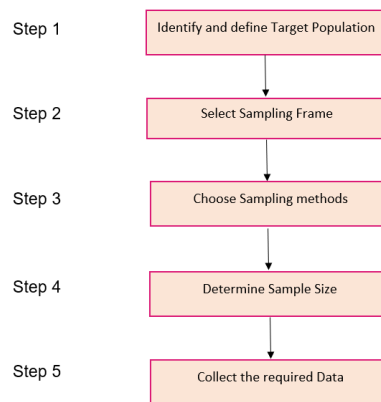 Step 1
Identify and define Target Population
Step 2
Select Sampling Frame
Step 3
Choose Sampling methods
Step 4
Determine Sample Size
Step 5
Collect the required Data